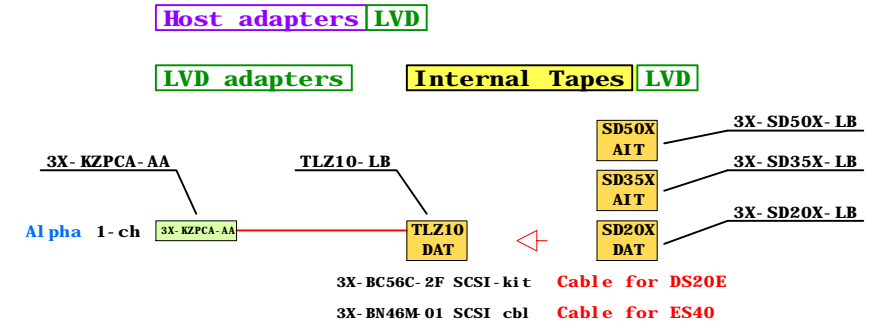 Host adapters LVD
LVD adapters Internal Tapes LVD
3X-SD50X-LB
SD50X
AIT
3X-KZPCA-AA TLZ10-LB 3X-SD35X-LB
SD35X
AIT
3X-SD20X-LB
Alpha 1-ch 3X-KZPCA-AA TLZ10 SD20X
DAT DAT
3X-BC56C-2F SCSI-kit Cable for DS20E
3X-BN46M-01 SCSI cbl Cable for ES40